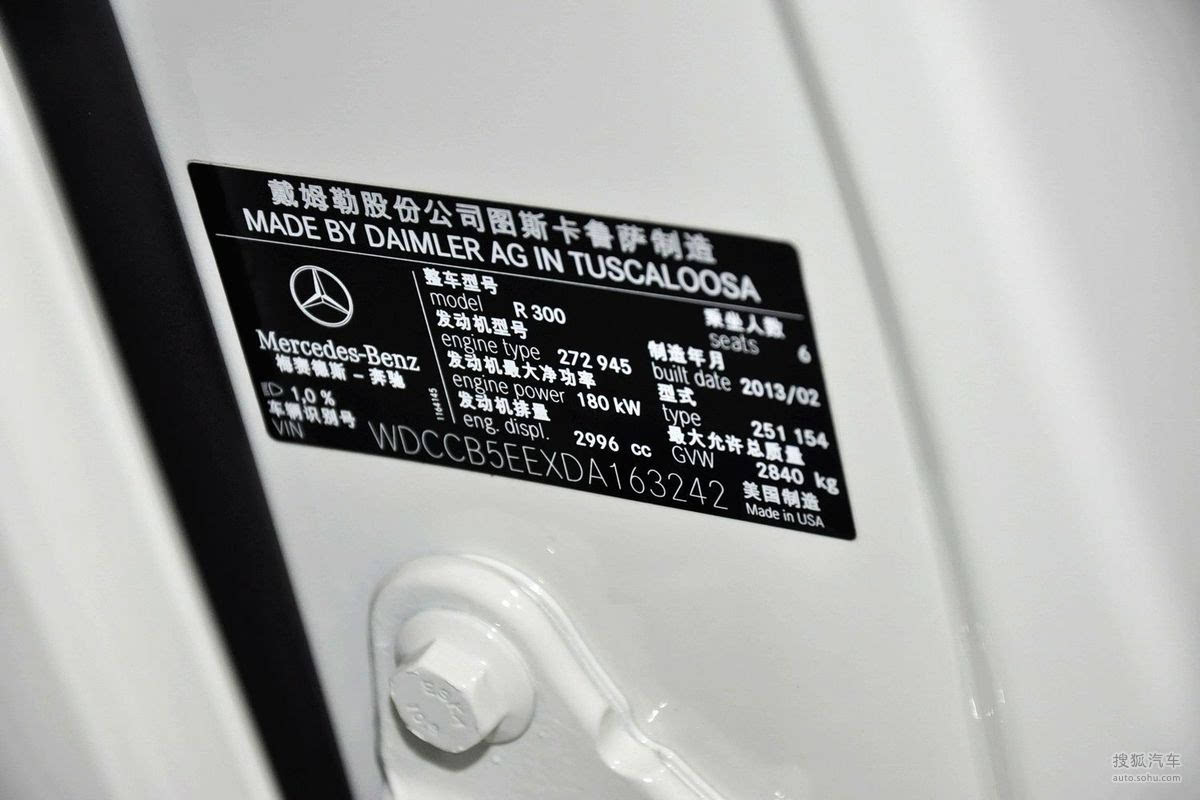 戴姆勒股份公司图斯卡鲁萨制造
MADE BY DAIMLER AG IN TUSCALOOSA
Mercedes-Benz
梅赛德斯 – 奔驰
1,0 %
车辆识别号
VIN
1164145
整车型号
model R 300
发动机型号
engine type 272 945
发动机最大净功率
engine power 180 kW
发动机排量
eng. displ. 2996 cc
乘坐人数
seats 6
制造年月
built date 2013/02
型式
type 251 154
最大允许总质量
GVW 2840 kg
WDCCB5EEXDA163242
美国制造
Made in USA
ESKA
10.9
搜狐汽车
auto.sohu.com